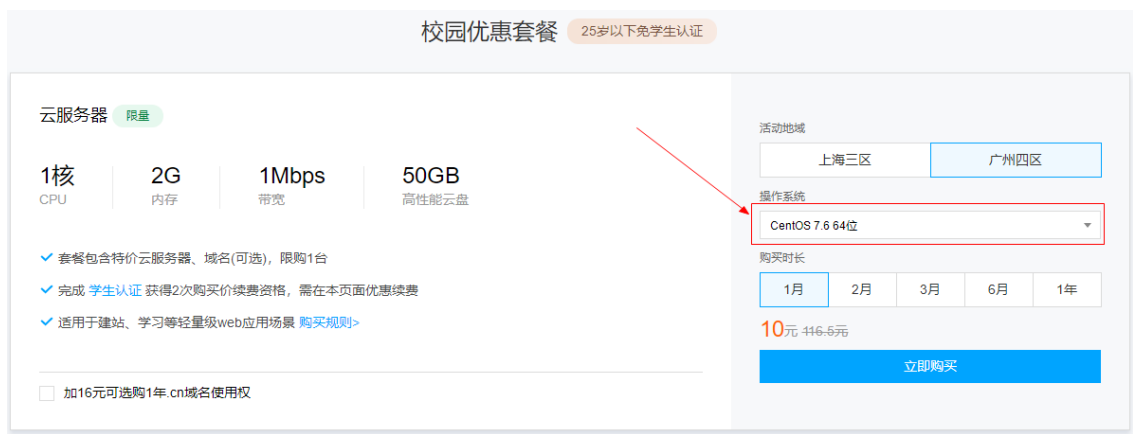 校园优惠套餐 25岁以下免学生认证
云服务器 限量
1核 2G 1Mbps 50GB
CPU 内存 带宽 高性能云盘
套餐包含特价云服务器、域名(可选)，限购1台
完成 学生认证 获得2次购买价续费资格，需在本页面优惠续费
适用于建站、学习等轻量级web应用场景 购买规则>
加16元可选购1年.cn域名使用权
活动地域
上海三区 广州四区
操作系统
CentOS 7.6 64位
购买时长
1月 2月 3月 6月 1年
10元 116.5元
立即购买